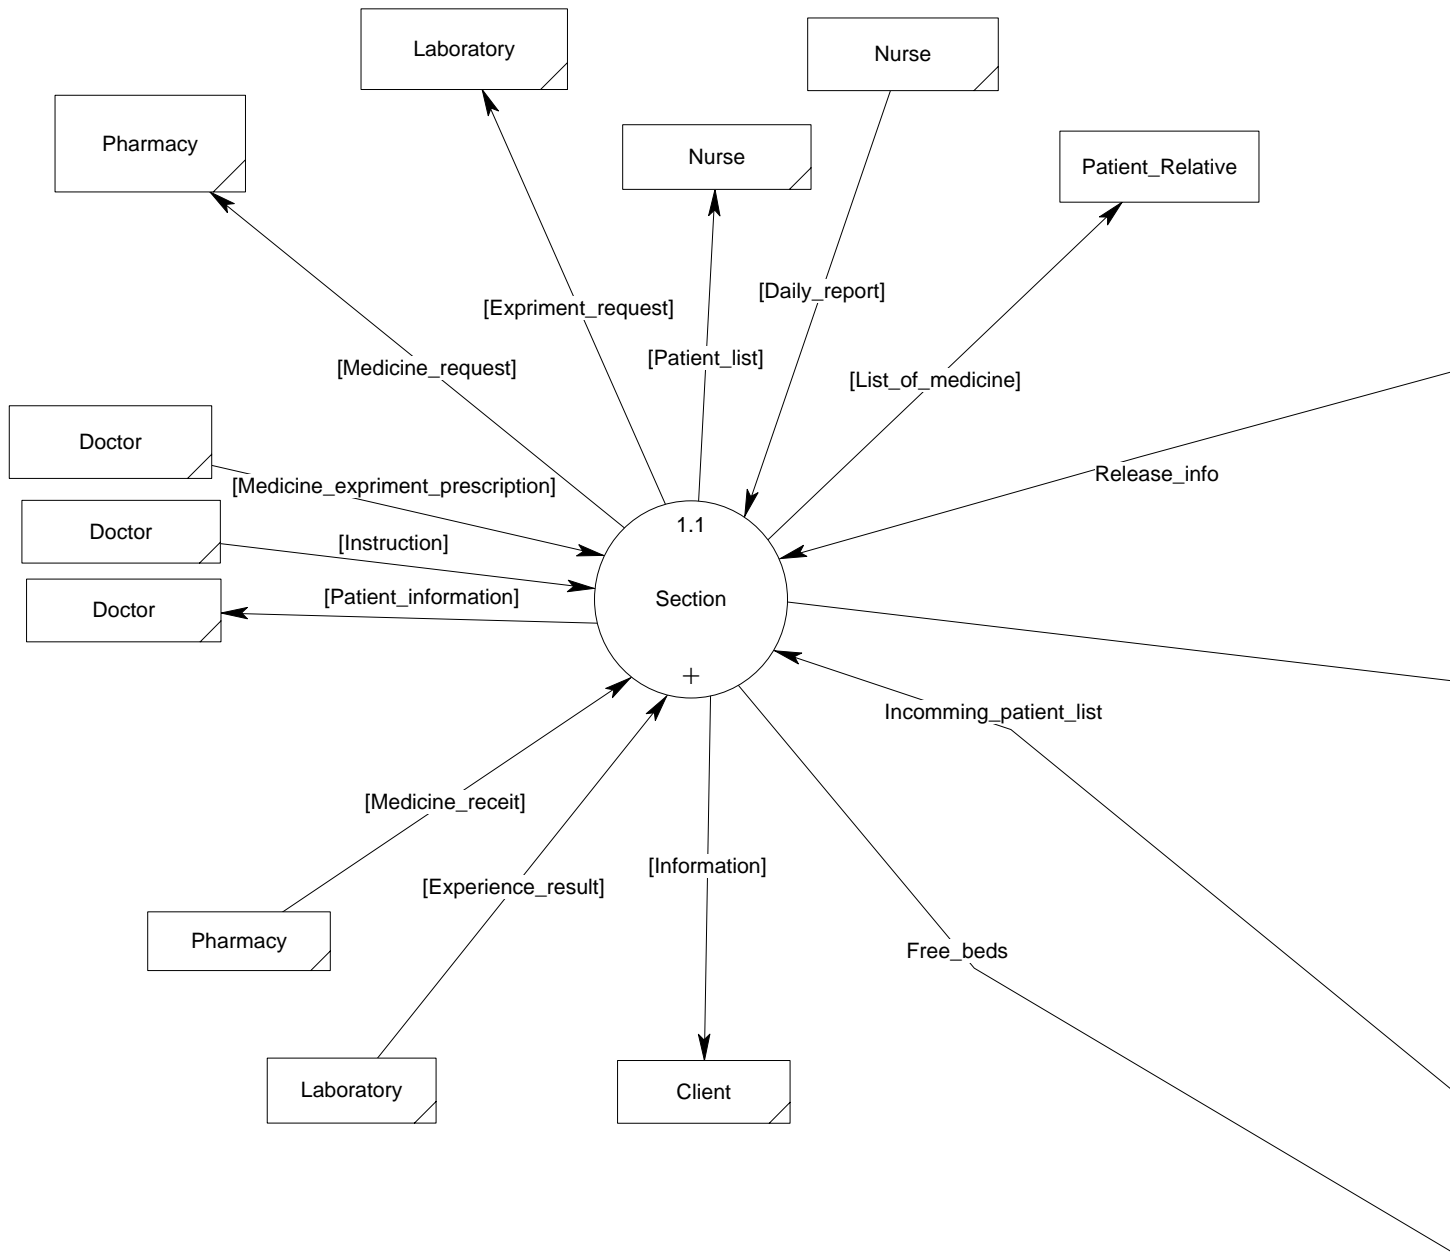 Laboratory
Nurse
Pharmacy
Nurse
Patient_Relative
[Daily_report]
[Expriment_request]
[Patient_list]
[Medicine_request]
[List_of_medicine]
Doctor
Release_info
[Medicine_expriment_prescription]
1.1
Doctor
[Instruction]
[Patient_information]
Section
Doctor
+
Incomming_patient_list
[Medicine_receit]
[Information]
[Experience_result]
Pharmacy
Free_beds
Laboratory
Client